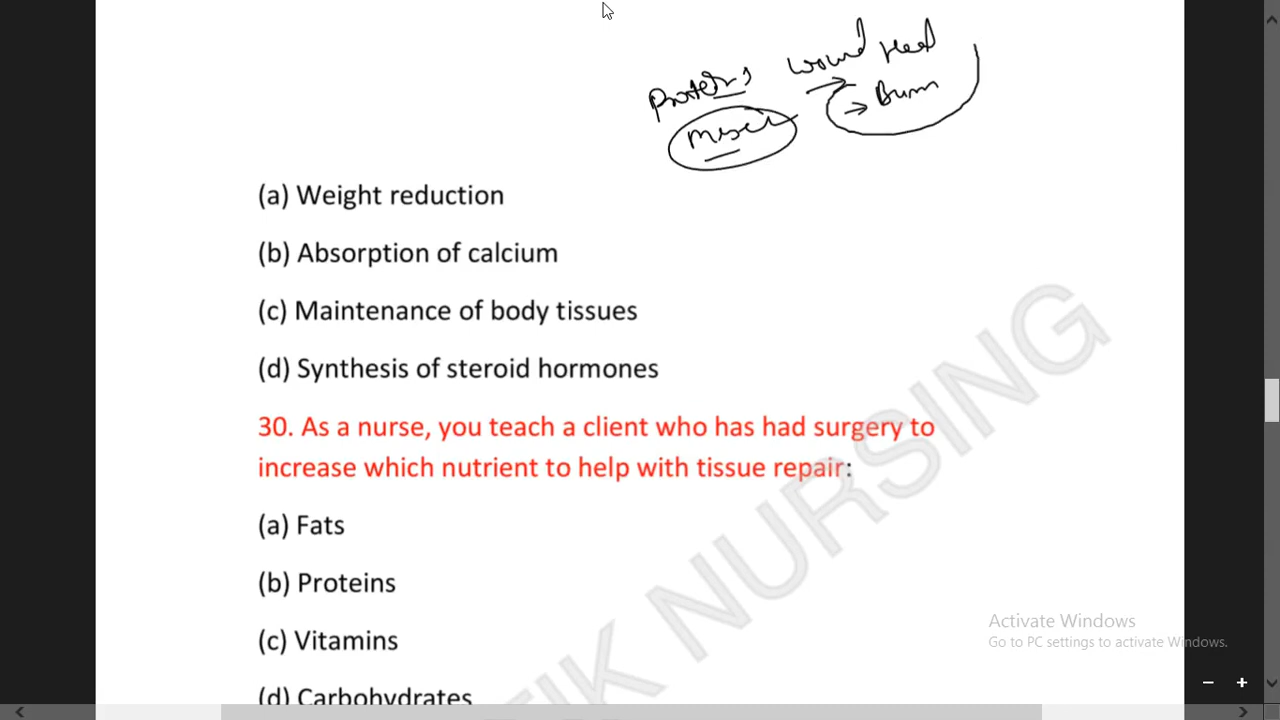 Proteins wound Heal
→ Burn
(a) Weight reduction
(b) Absorption of calcium
(c) Maintenance of body tissues
(d) Synthesis of steroid hormones
30. As a nurse, you teach a client who has had surgery to
increase which nutrient to help with tissue repair:
(a) Fats
(b) Proteins
(c) Vitamins
(d) Carbohydrates
NURSING
Activate Windows
Go to PC settings to activate Windows.